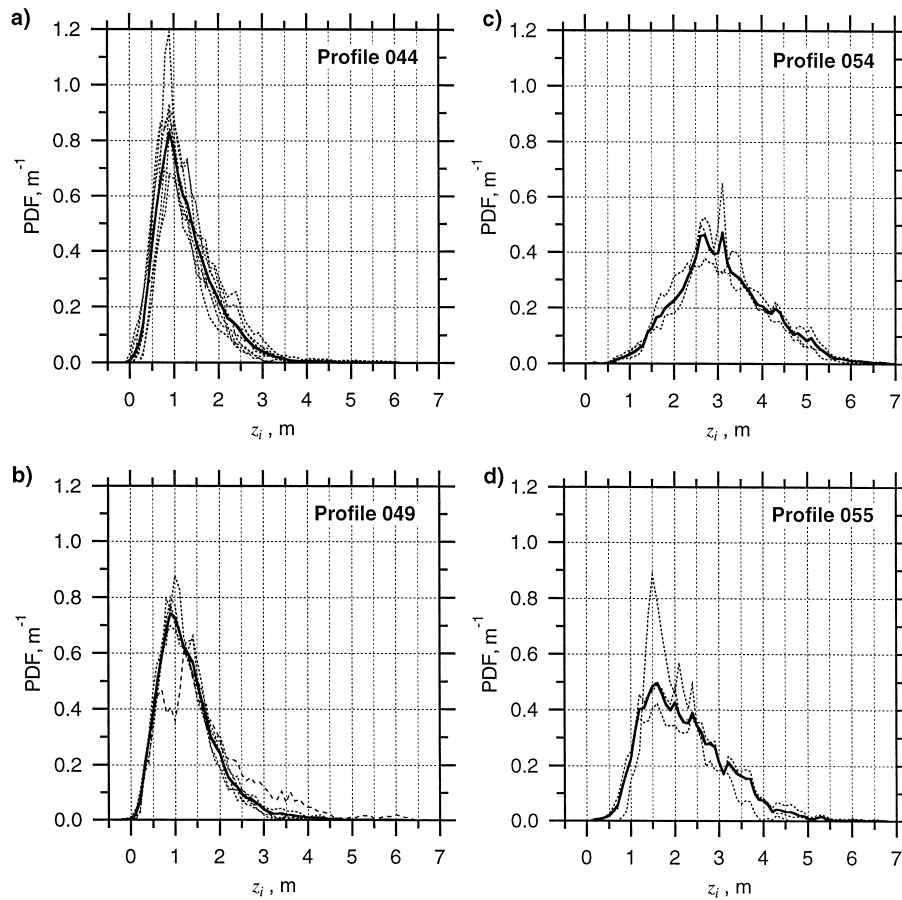 a)
Profile 044
1.2
1.0
0.8
0.6
0.4
0.2
0.0
PDF, m⁻¹
0 1 2 3 4 5 6 7
zᵢ , m
c)
Profile 054
1.2
1.0
0.8
0.6
0.4
0.2
0.0
PDF, m⁻¹
0 1 2 3 4 5 6 7
zᵢ , m
b)
Profile 049
1.2
1.0
0.8
0.6
0.4
0.2
0.0
PDF, m⁻¹
0 1 2 3 4 5 6 7
zᵢ , m
d)
Profile 055
1.2
1.0
0.8
0.6
0.4
0.2
0.0
PDF, m⁻¹
0 1 2 3 4 5 6 7
zᵢ , m